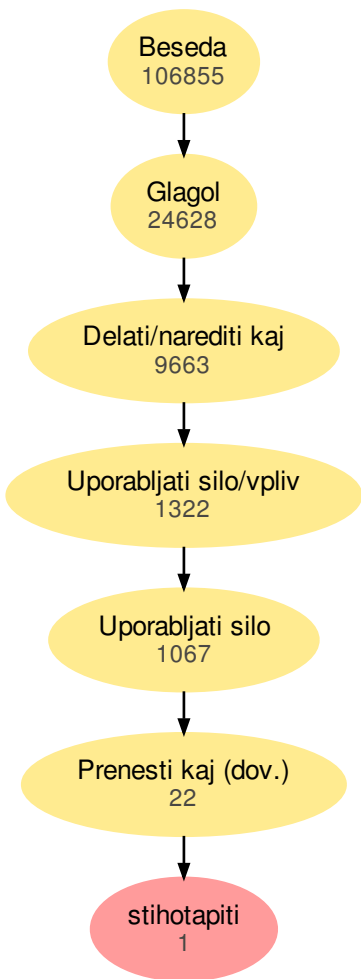 Beseda
106855
Glagol
24628
Delati/narediti kaj
9663
Uporabljati silo/vpliv
1322
Uporabljati silo
1067
Prenesti kaj (dov.)
22
stihotapiti
1